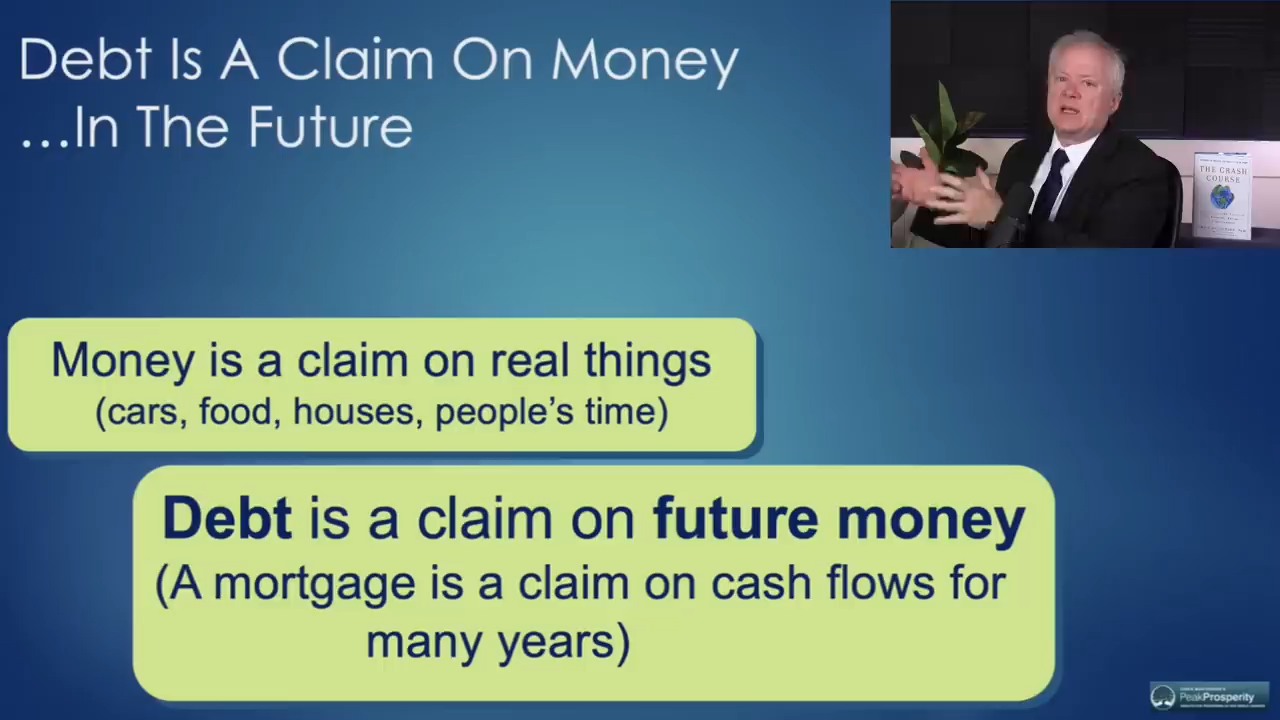 Debt Is A Claim On Money
…In The Future
THE CRASH
COURSE
Money is a claim on real things
(cars, food, houses, people’s time)
Debt is a claim on future money
(A mortgage is a claim on cash flows for
many years)
PeakProsperity